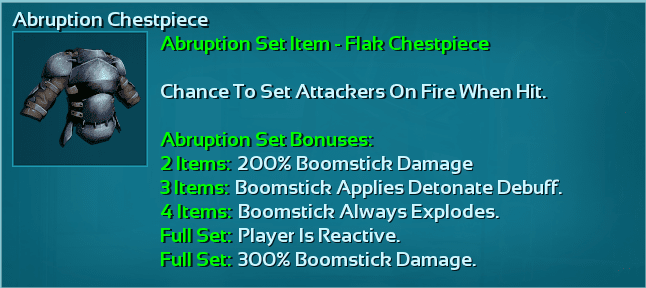 Abruption Chestpiece
Abruption Set Item - Flak Chestpiece
Chance To Set Attackers On Fire When Hit.
Abruption Set Bonuses:
2 Items: 200% Boomstick Damage
3 Items: Boomstick Applies Detonate Debuff.
4 Items: Boomstick Always Explodes.
Full Set: Player Is Reactive.
Full Set: 300% Boomstick Damage.